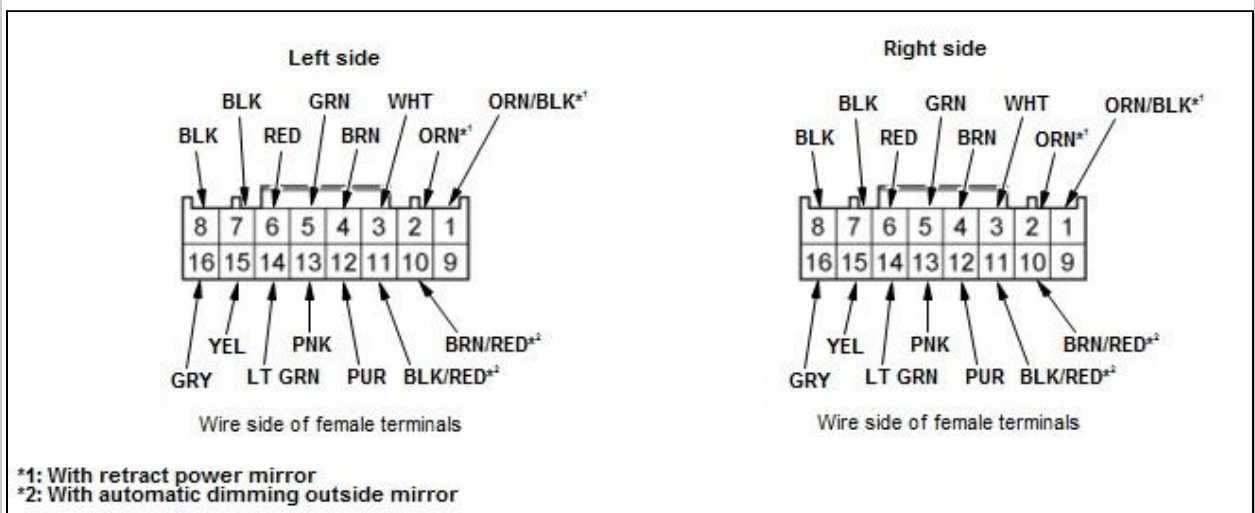 Left side Right side
BLK GRN WHT ORN/BLK*1 BLK GRN WHT ORN/BLK*1
BLK RED BRN ORN*1 BLK RED BRN ORN*1
8 7 6 5 4 3 2 1 8 7 6 5 4 3 2 1
16 15 14 13 12 11 10 9 16 15 14 13 12 11 10 9
YEL PNK BRN/RED*2 YEL PNK BRN/RED*2
GRY LT GRN PUR BLK/RED*2 GRY LT GRN PUR BLK/RED*2
Wire side of female terminals Wire side of female terminals
*1: With retract power mirror
*2: With automatic dimming outside mirror